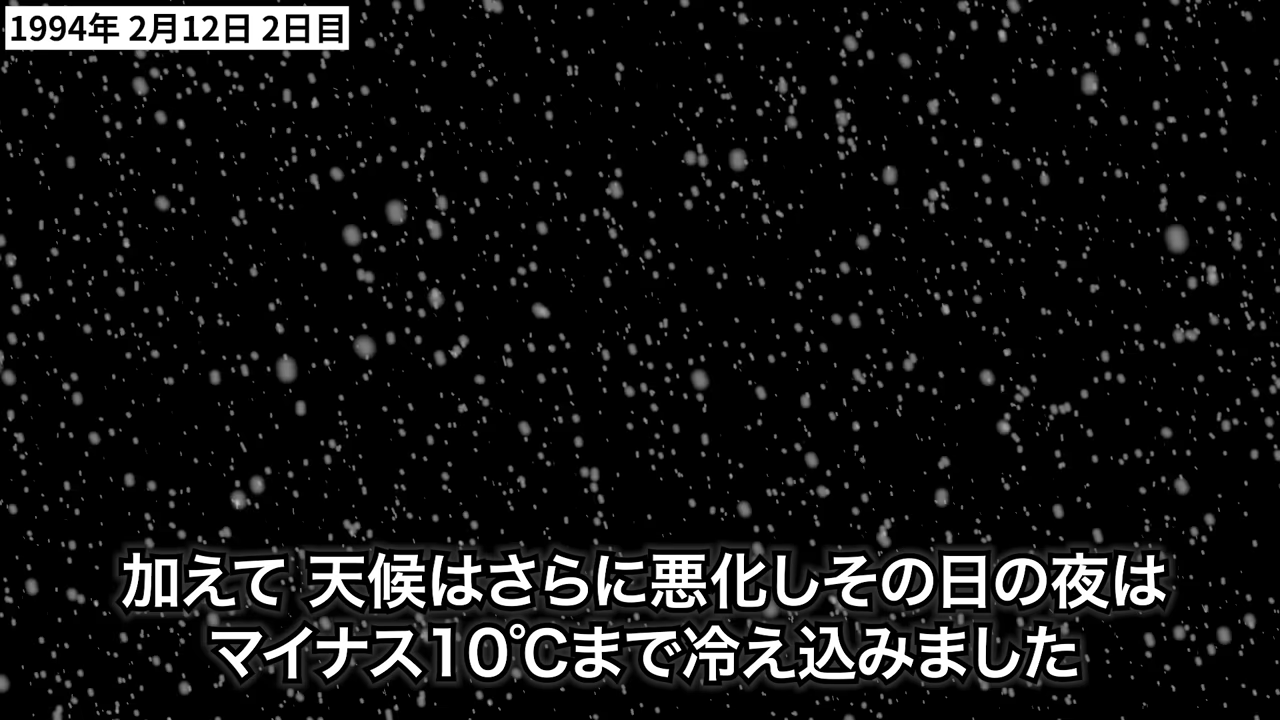 1994年 2月12日 2日目
加えて 天候はさらに悪化しその日の夜は
マイナス10℃まで冷え込みました